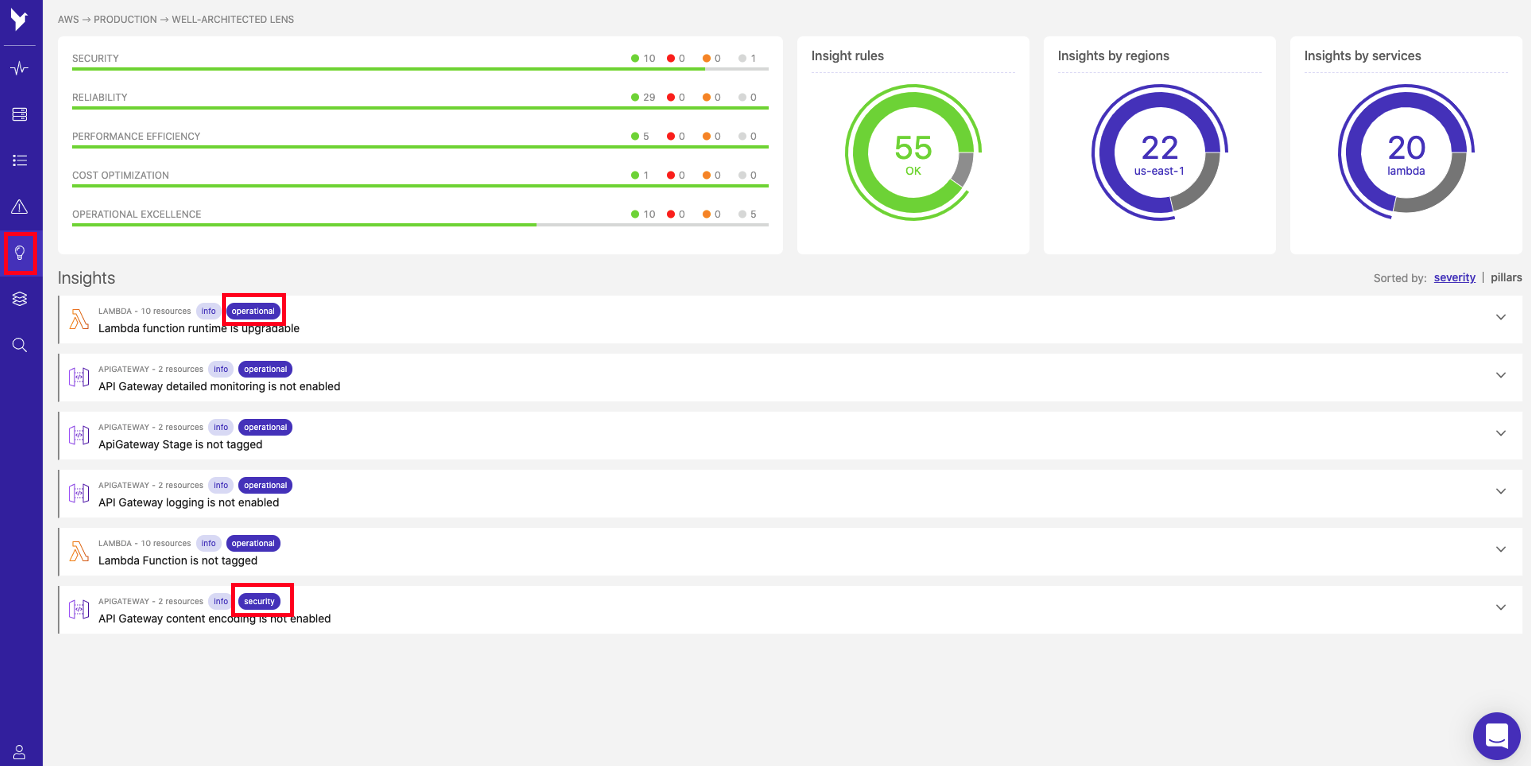 AWS → PRODUCTION → WELL-ARCHITECTED LENS
SECURITY 10 0 0 1
RELIABILITY 29 0 0 0
PERFORMANCE EFFICIENCY 5 0 0 0
COST OPTIMIZATION 1 0 0 0
OPERATIONAL EXCELLENCE 10 0 0 5
Insight rules
55
OK
Insights by regions
22
us-east-1
Insights by services
20
lambda
Insights
Sorted by: severity | pillars
LAMBDA - 10 resources info operational
Lambda function runtime is upgradable
APIGATEWAY - 2 resources info operational
API Gateway detailed monitoring is not enabled
APIGATEWAY - 2 resources info operational
ApiGateway Stage is not tagged
APIGATEWAY - 2 resources info operational
API Gateway logging is not enabled
LAMBDA - 10 resources info operational
Lambda Function is not tagged
APIGATEWAY - 2 resources info security
API Gateway content encoding is not enabled